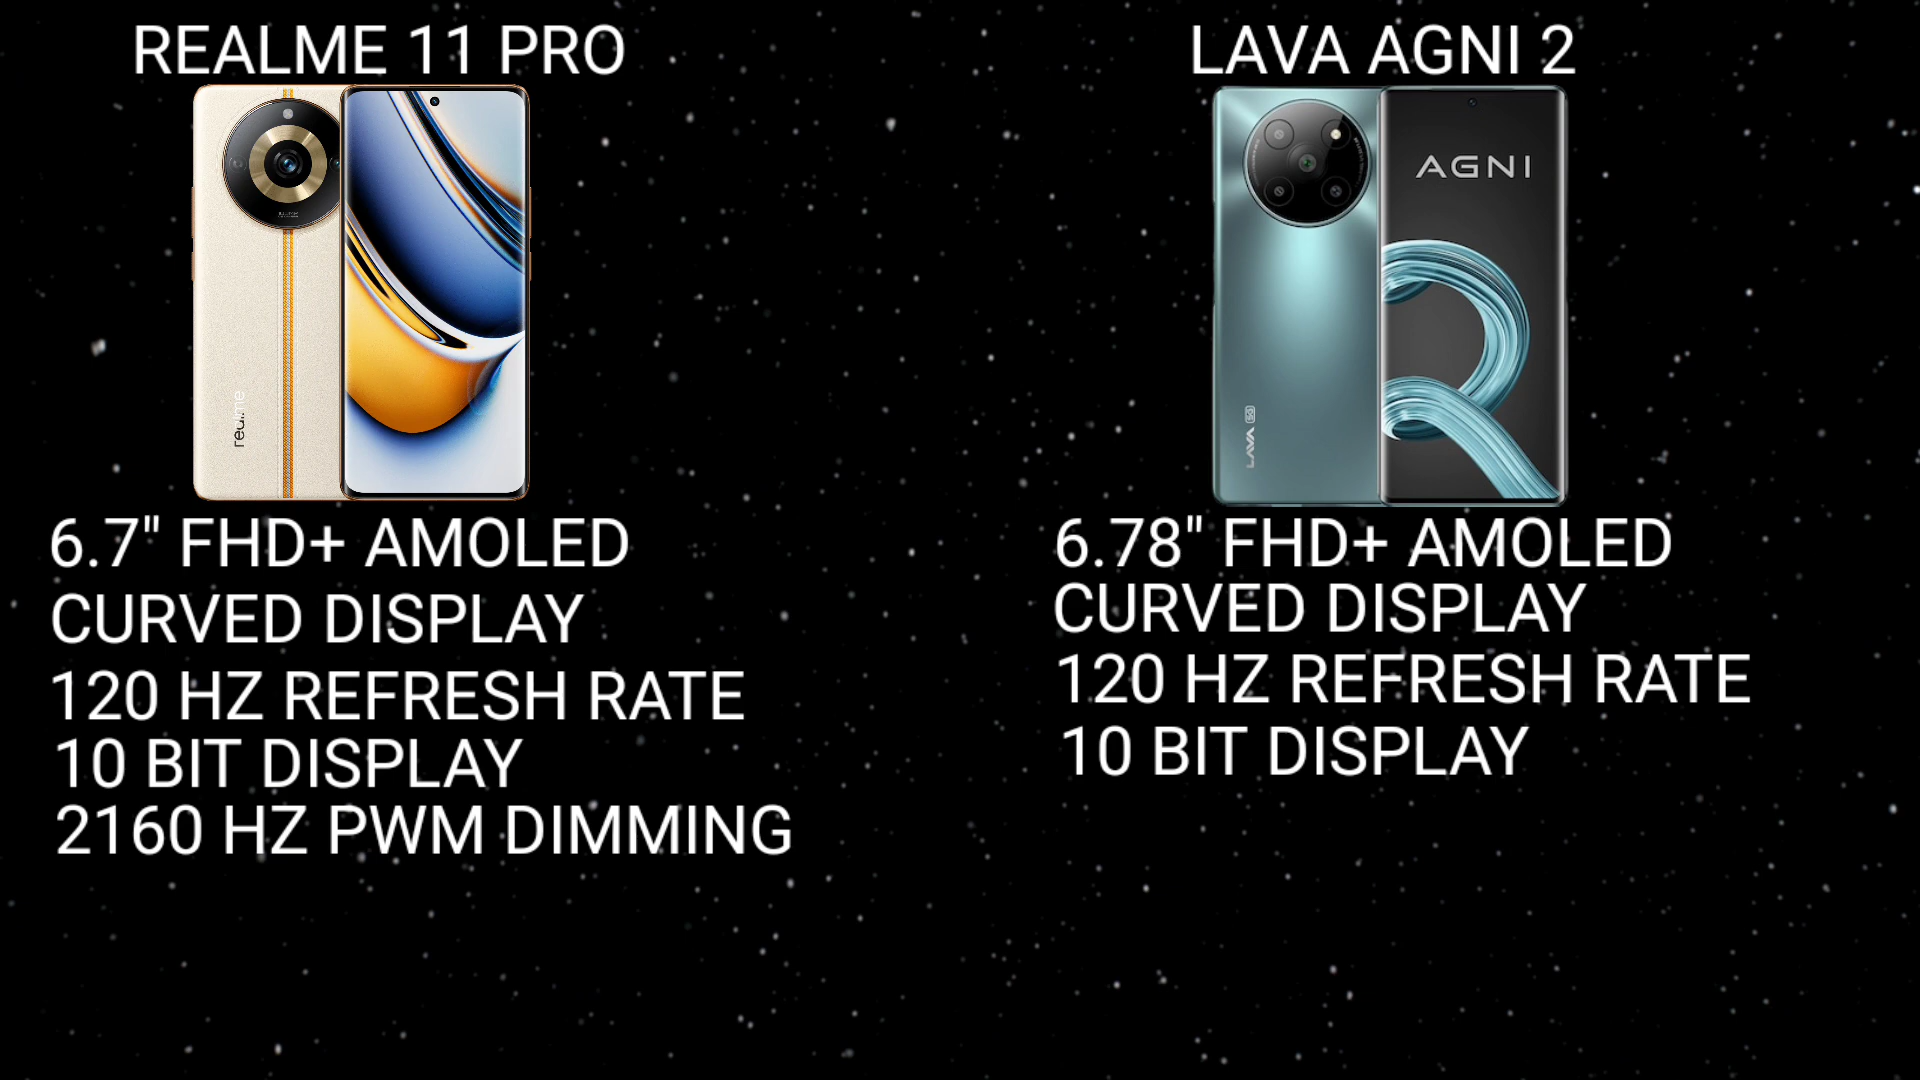 REALME 11 PRO
6.7" FHD+ AMOLED
CURVED DISPLAY
120 HZ REFRESH RATE
10 BIT DISPLAY
2160 HZ PWM DIMMING
realme
LAVA AGNI 2
AGNI
LAVA 5G
6.78" FHD+ AMOLED
CURVED DISPLAY
120 HZ REFRESH RATE
10 BIT DISPLAY